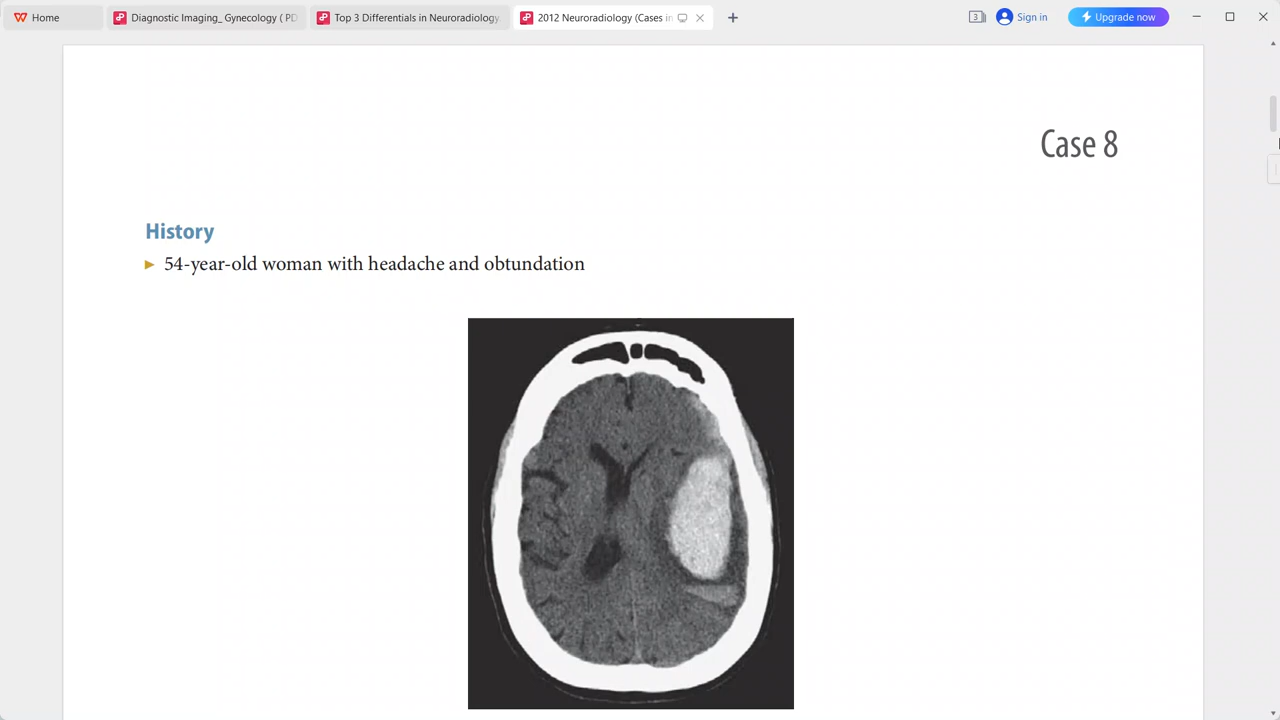 Home
Diagnostic Imaging_ Gynecology ( PD
Top 3 Differentials in Neuroradiology.
2012 Neuroradiology (Cases in
3
Sign in
Upgrade now
Case 8
History
54-year-old woman with headache and obtundation